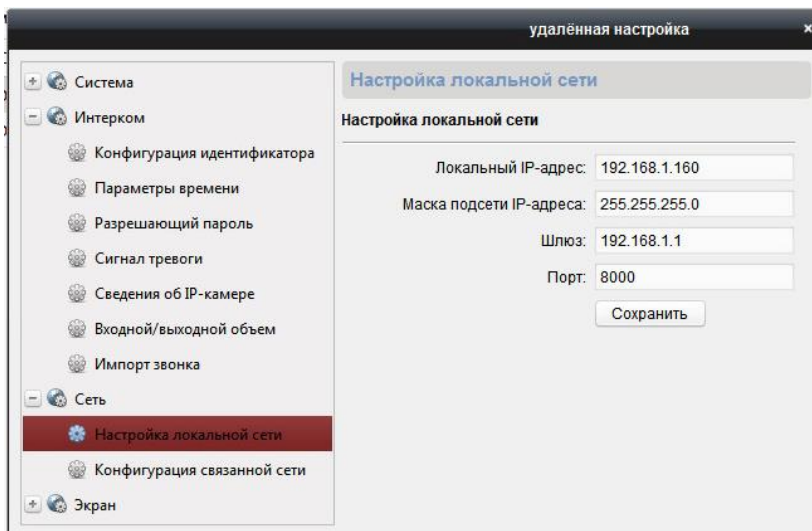 удалённая настройка
Система
Интерком
Конфигурация идентификатора
Параметры времени
Разрешающий пароль
Сигнал тревоги
Сведения об IP-камере
Входной/выходной объем
Импорт звонка
Сеть
Настройка локальной сети
Конфигурация связанной сети
Экран
Настройка локальной сети
Настройка локальной сети
Локальный IP-адрес: 192.168.1.160
Маска подсети IP-адреса: 255.255.255.0
Шлюз: 192.168.1.1
Порт: 8000
Сохранить